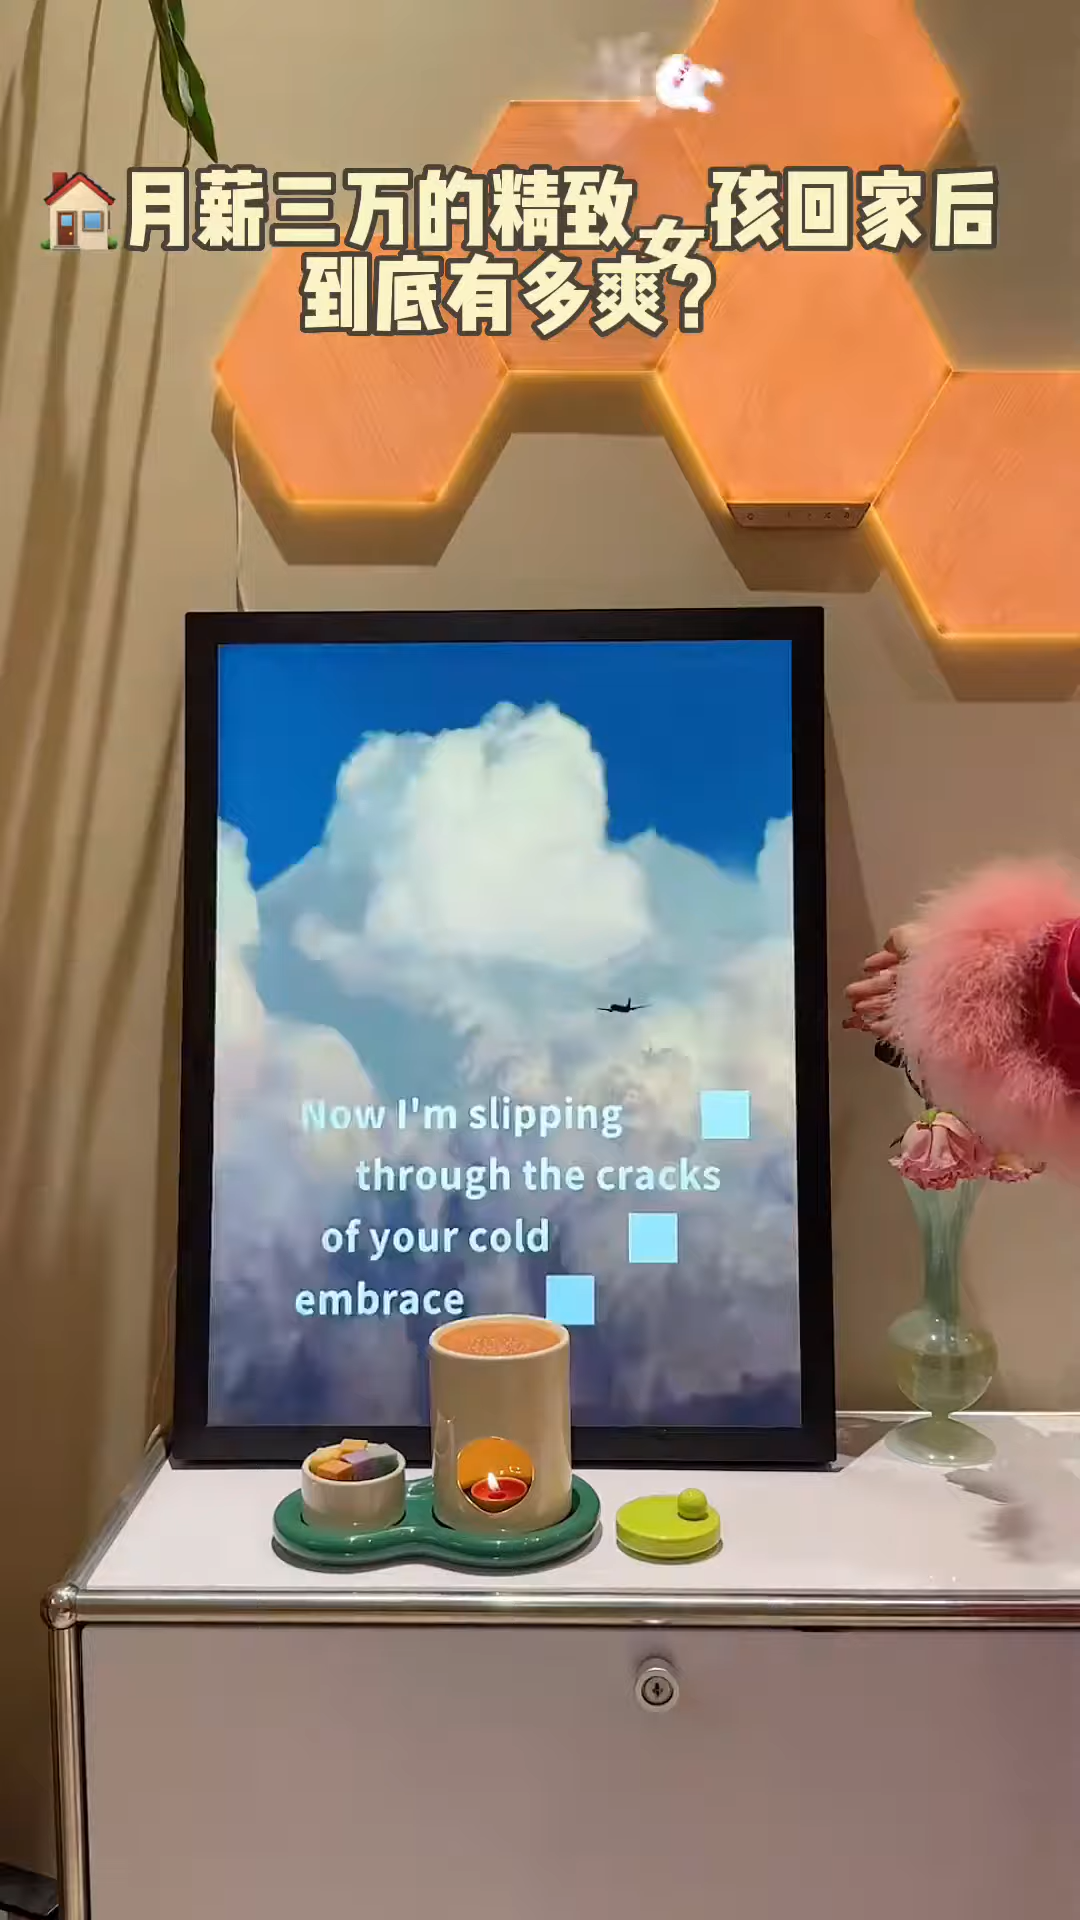 🏠月薪三万的精致女孩回家后
到底有多爽？
Now I'm slipping
through the cracks
of your cold
embrace